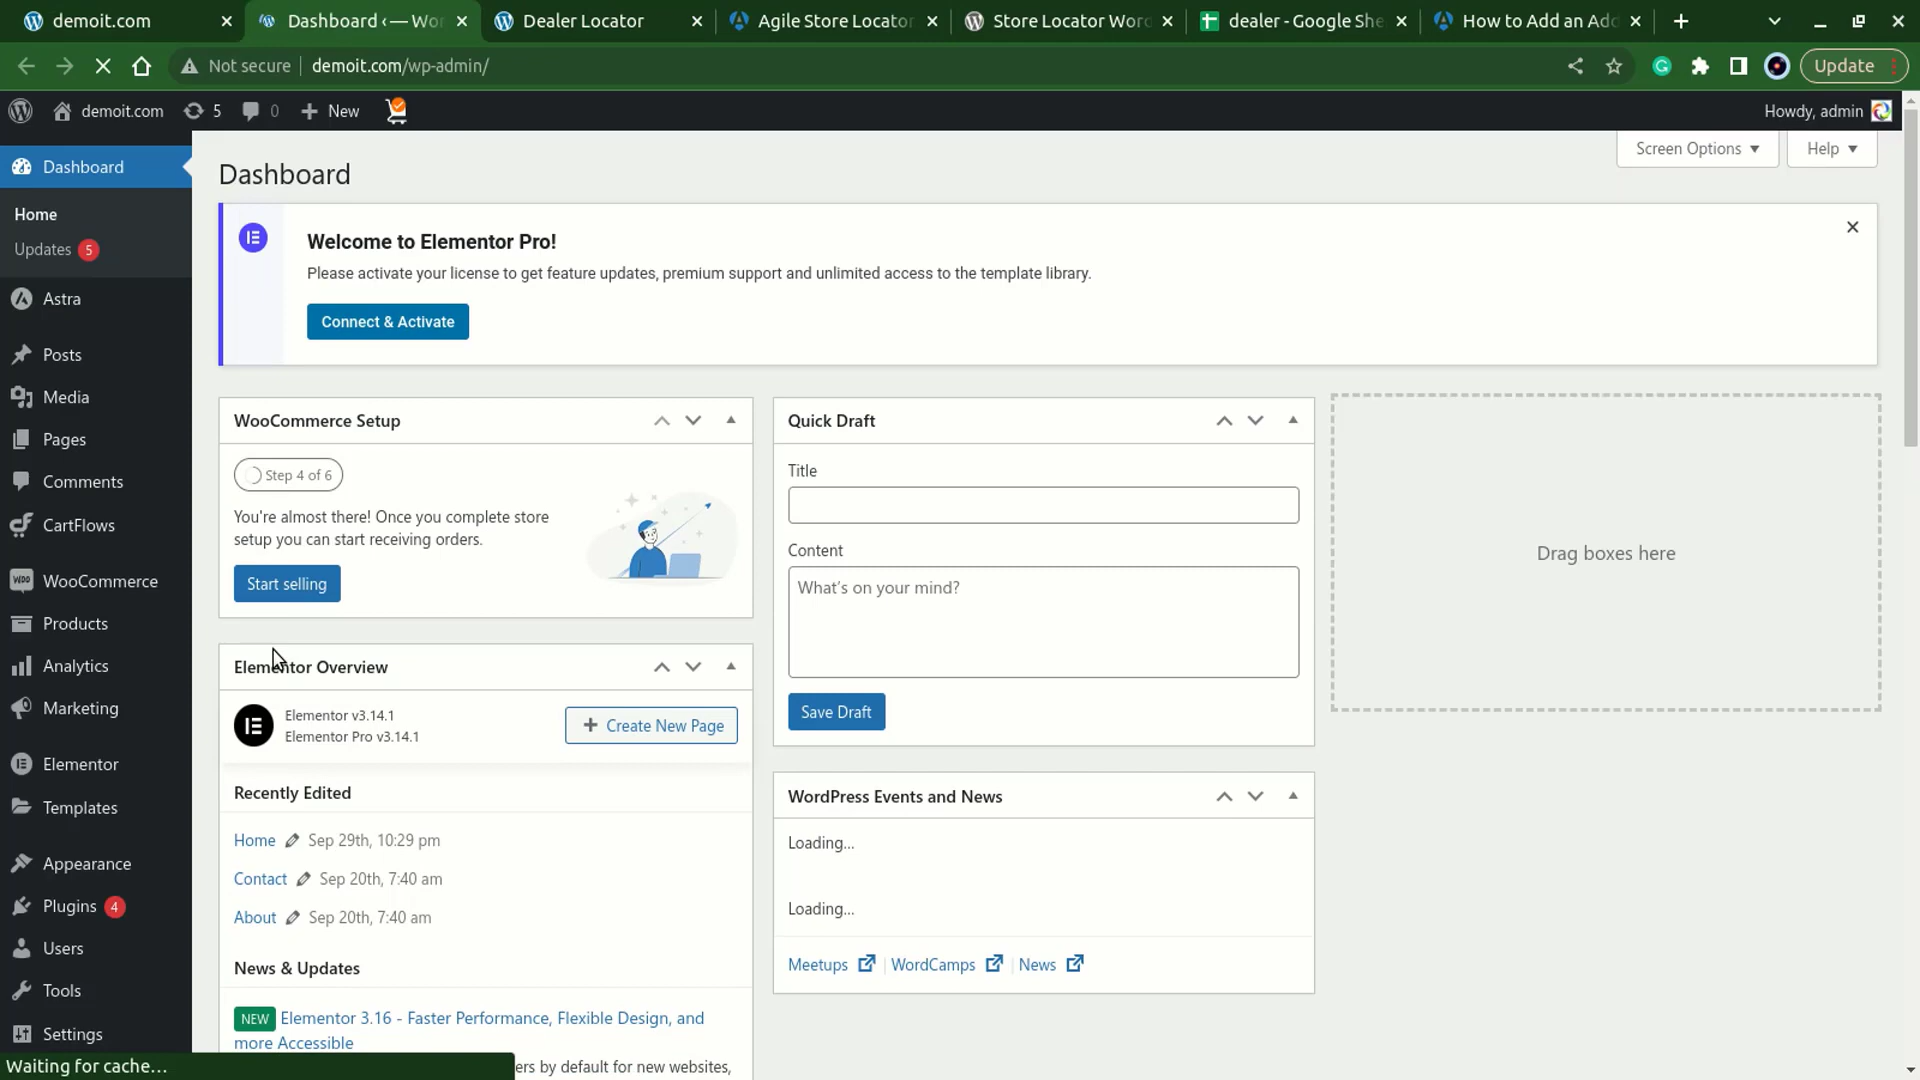 demoit.com
Dashboard ‹ — Wor
Dealer Locator
Agile Store Locator
Store Locator Word
dealer - Google She
How to Add an Add
Not secure
demoit.com/wp-admin/
Update
demoit.com
5
0
New
Howdy, admin
Screen Options
Help
Dashboard
Home
Updates 5
Astra
Posts
Media
Pages
Comments
CartFlows
WooCommerce
Products
Analytics
Marketing
Elementor
Templates
Appearance
Plugins 4
Users
Tools
Settings
Waiting for cache...
Dashboard
Welcome to Elementor Pro!
Please activate your license to get feature updates, premium support and unlimited access to the template library.
Connect & Activate
WooCommerce Setup
Step 4 of 6
You're almost there! Once you complete store
setup you can start receiving orders.
Start selling
Elementor Overview
Elementor v3.14.1
Elementor Pro v3.14.1
Create New Page
Recently Edited
Home Sep 29th, 10:29 pm
Contact Sep 20th, 7:40 am
About Sep 20th, 7:40 am
News & Updates
NEW Elementor 3.16 - Faster Performance, Flexible Design, and
more Accessible
ers by default for new websites,
Quick Draft
Title
Content
What's on your mind?
Save Draft
WordPress Events and News
Loading...
Loading...
Meetups | WordCamps | News
Drag boxes here